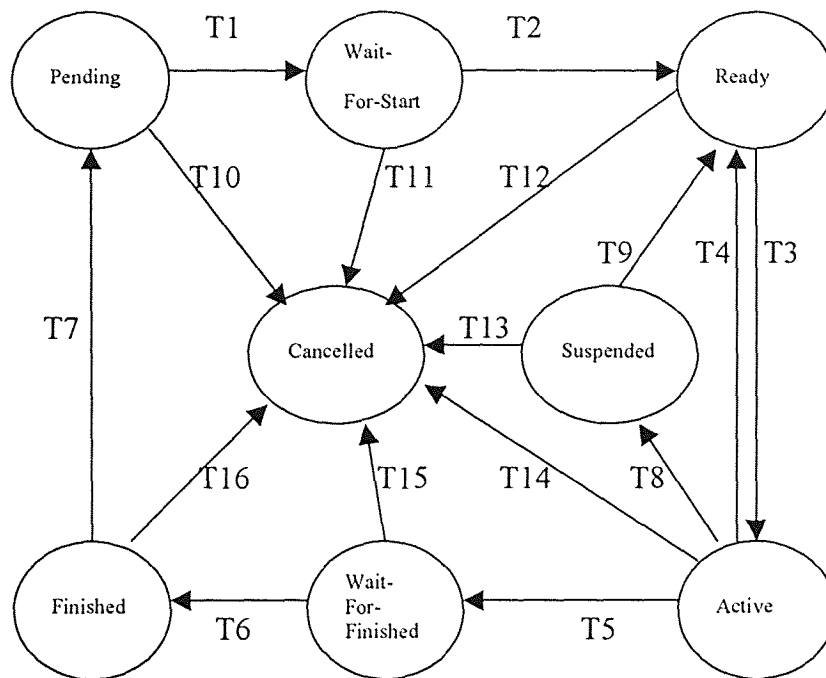 T1
T2
Pending
Wait-
For-Start
Ready
T10
T11
T12
T9
T4
T3
T7
Cancelled
T13
Suspended
T16
T15
T14
T8
Finished
Wait-
For-
Finished
Active
T6
T5